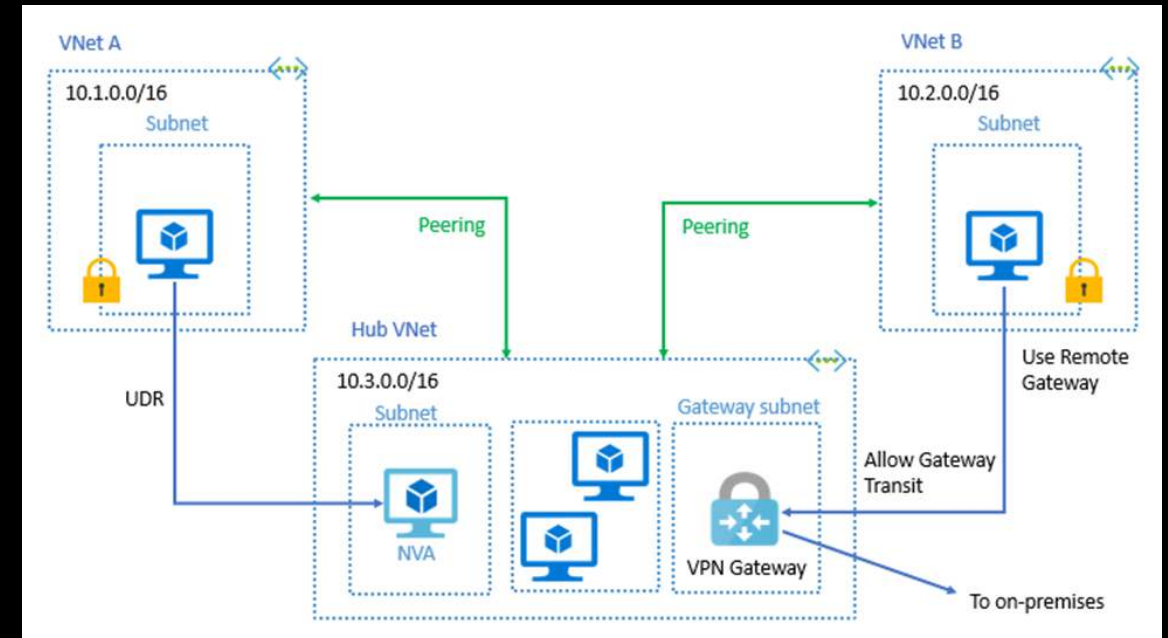 VNet A
10.1.0.0/16
Subnet
VNet B
10.2.0.0/16
Subnet
Peering
Peering
UDR
Hub VNet
10.3.0.0/16
Subnet
NVA
Gateway subnet
VPN Gateway
Use Remote
Gateway
Allow Gateway
Transit
To on-premises